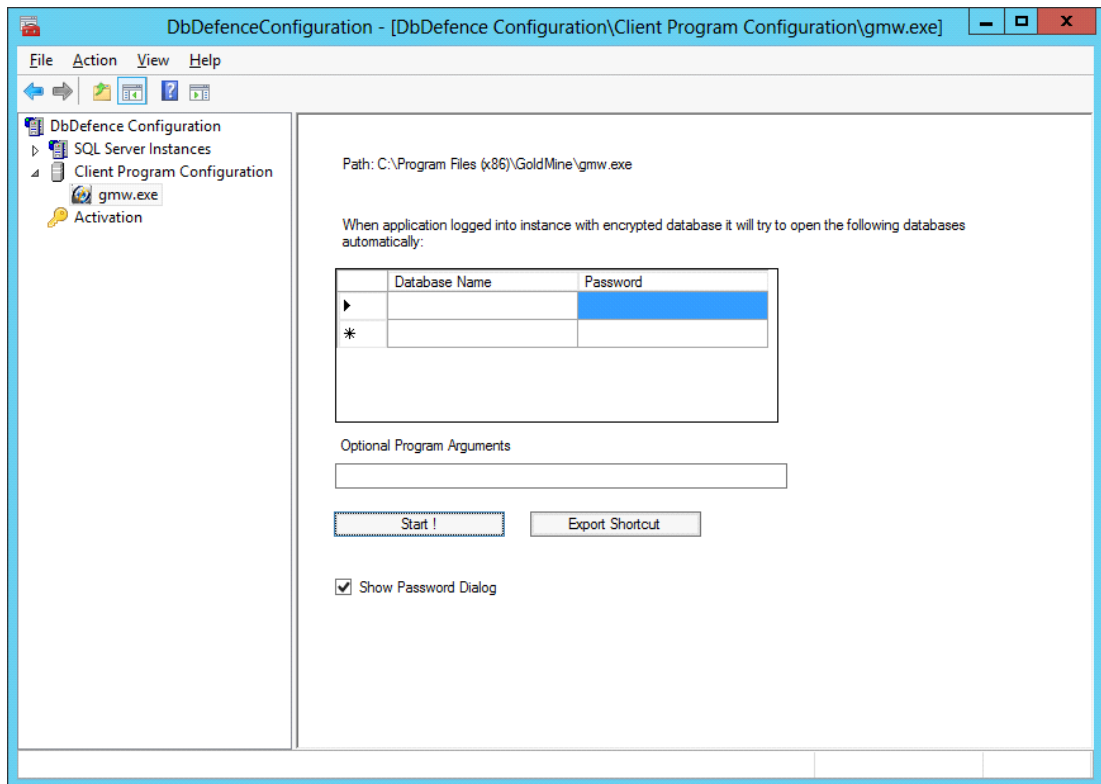 DbDefenceConfiguration - [DbDefence Configuration\Client Program Configuration\gmw.exe]
File Action View Help
DbDefence Configuration
SQL Server Instances
Client Program Configuration
gmw.exe
Activation
Path: C:\Program Files (x86)\GoldMine\gmw.exe
When application logged into instance with encrypted database it will try to open the following databases
automatically:
Database Name Password
Optional Program Arguments
Start ! Export Shortcut
Show Password Dialog